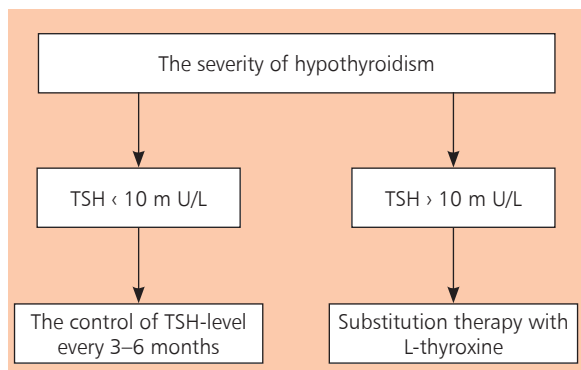 The severity of hypothyroidism
TSH ‹ 10 m U/L
TSH › 10 m U/L
The control of TSH-level
every 3–6 months
Substitution therapy with
L-thyroxine